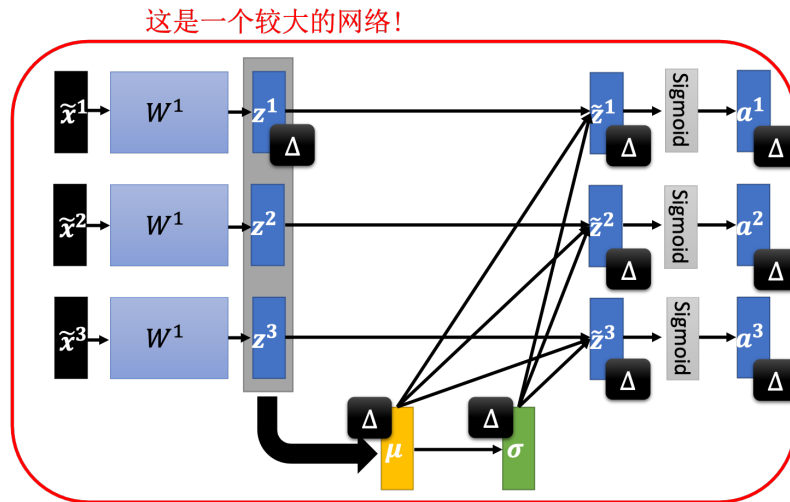 这是一个较大的网络!
x̃¹ W¹ z¹ Δ z̃¹ Δ Sigmoid a¹ Δ
x̃² W¹ z² z̃² Δ Sigmoid a² Δ
x̃³ W¹ z³ z̃³ Δ Sigmoid a³ Δ
Δ Δ
μ σ